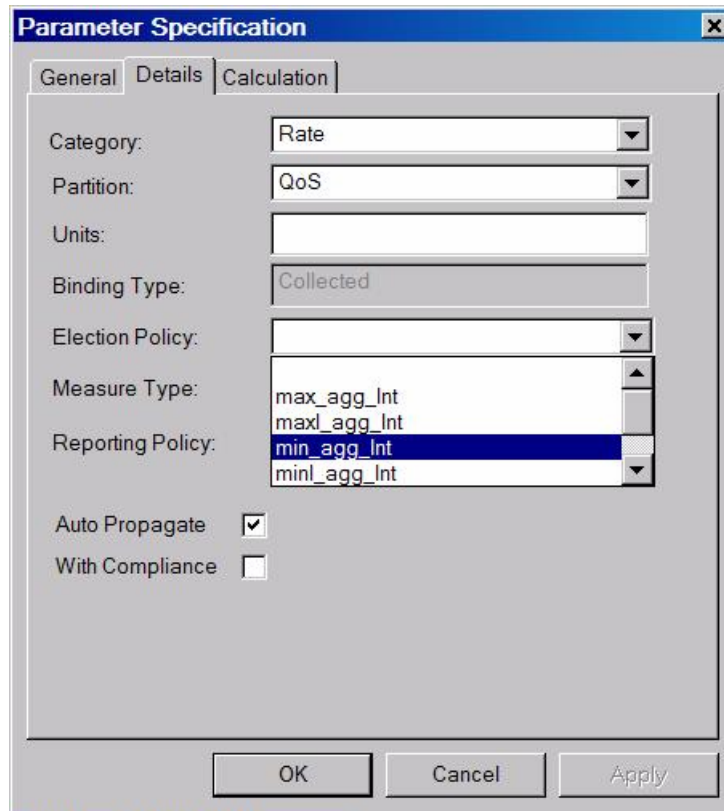 Parameter Specification
General Details Calculation
Category: Rate
Partition: QoS
Units:
Binding Type: Collected
Election Policy:
Measure Type:
max_agg_Int
maxl_agg_Int
Reporting Policy: min_agg_Int
minl_agg_Int
Auto Propagate
With Compliance
OK Cancel Apply